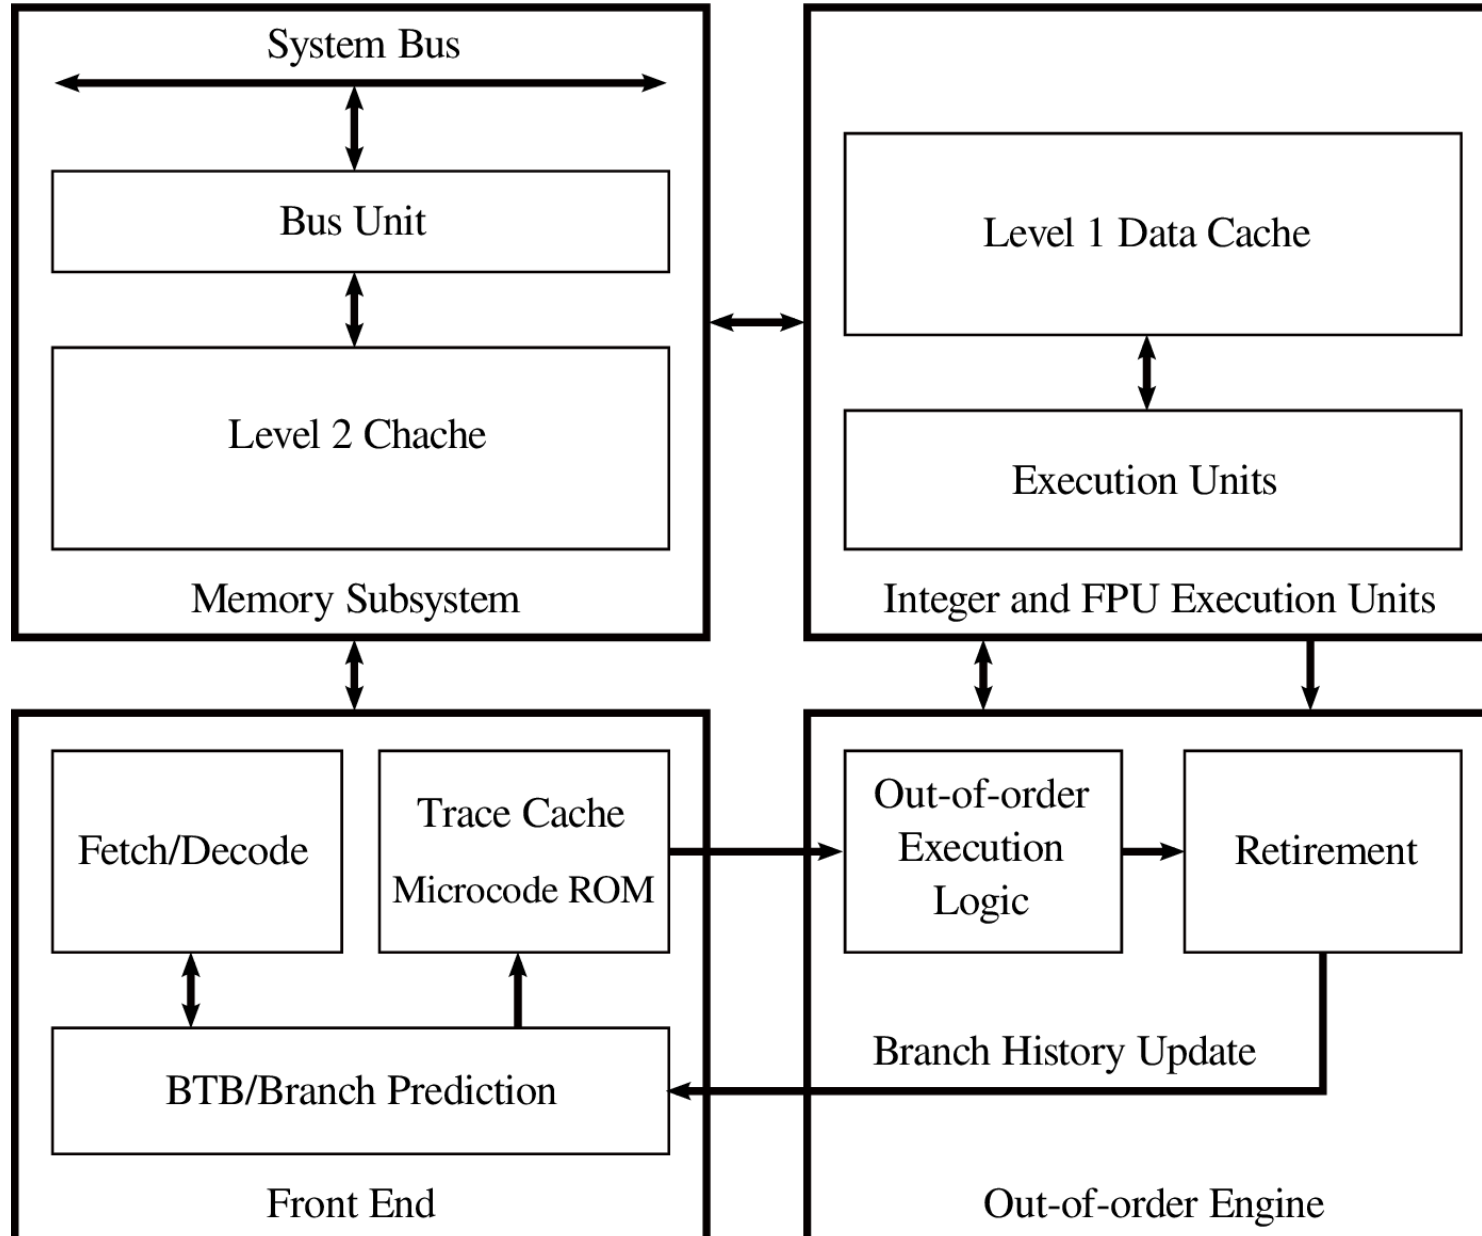 System Bus
Bus Unit
Level 2 Chache
Memory Subsystem
Level 1 Data Cache
Execution Units
Integer and FPU Execution Units
Fetch/Decode
Trace Cache
Microcode ROM
BTB/Branch Prediction
Front End
Out-of-order
Execution
Logic
Retirement
Branch History Update
Out-of-order Engine